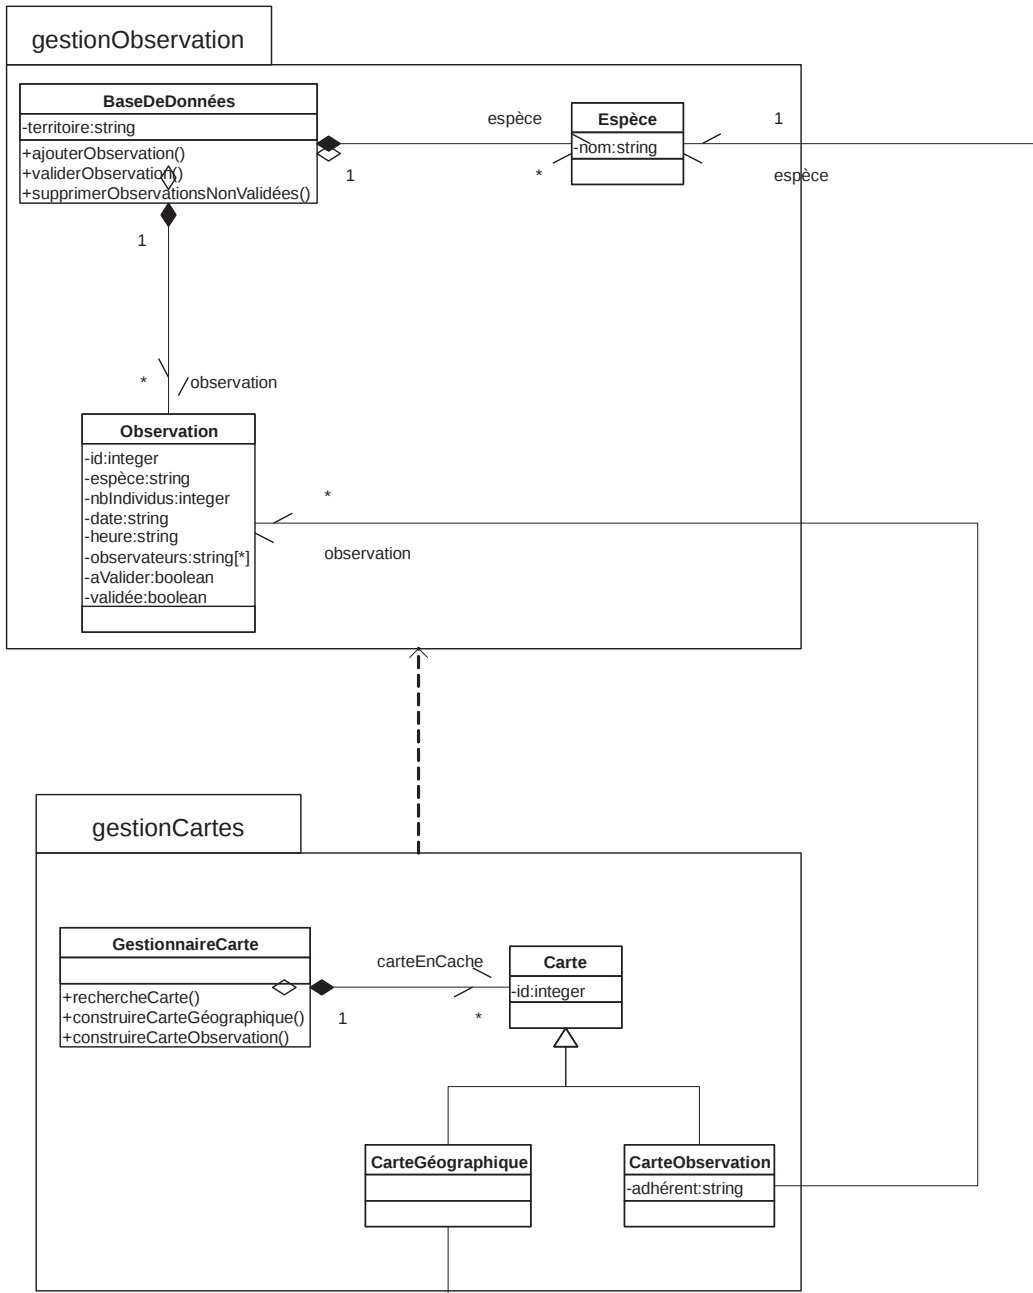 gestionObservation
BaseDeDonnées
-territoire:string
+ajouterObservation()
+validerObservation()
+supprimerObservationsNonValidées()
espèce
1
*
Espèce
-nom:string
1
espèce
1
*
observation
Observation
-id:integer
-espèce:string
-nbIndividus:integer
-date:string
-heure:string
-observateurs:string[*]
-aValider:boolean
-validée:boolean
*
observation
gestionCartes
GestionnaireCarte
+rechercheCarte()
+construireCarteGéographique()
+construireCarteObservation()
carteEnCache
1
*
Carte
-id:integer
CarteGéographique
CarteObservation
-adhérent:string